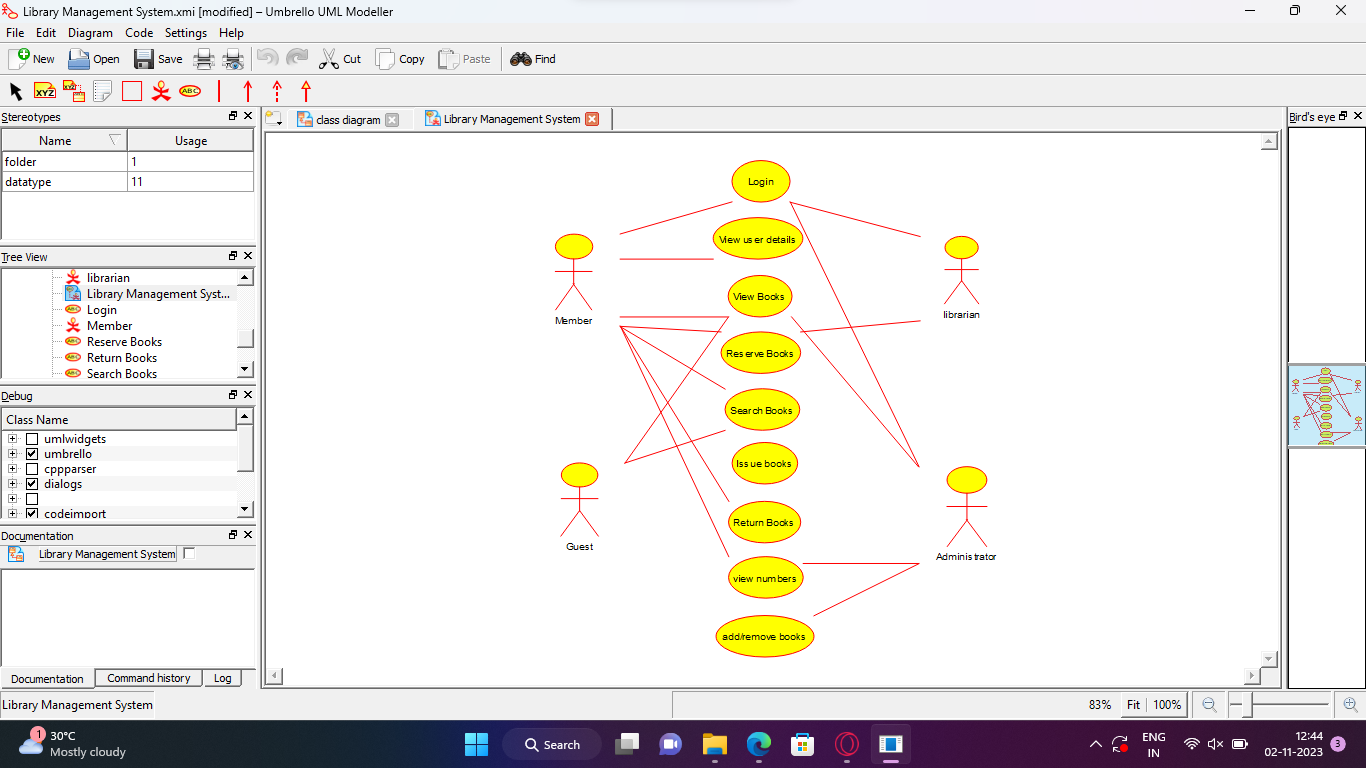 Library Management System.xmi [modified] – Umbrello UML Modeller
File Edit Diagram Code Settings Help
New Open Save Cut Copy Paste Find
XYZ XYZ ABC
Stereotypes
Name Usage
folder 1
datatype 11
Tree View
librarian
Library Management Syst...
Login
Member
Reserve Books
Return Books
Search Books
Debug
Class Name
umlwidgets
umbrello
cppparser
dialogs
codeimport
Documentation
Library Management System
Documentation Command history Log
class diagram Library Management System
Login
View user details
View Books
Reserve Books
Search Books
Issue books
Return Books
view numbers
add/remove books
Member
Guest
librarian
Administrator
Bird's eye
Library Management System
83% Fit 100%
1
30°C
Mostly cloudy
Search
ENG
IN
12:44
02-11-2023
3